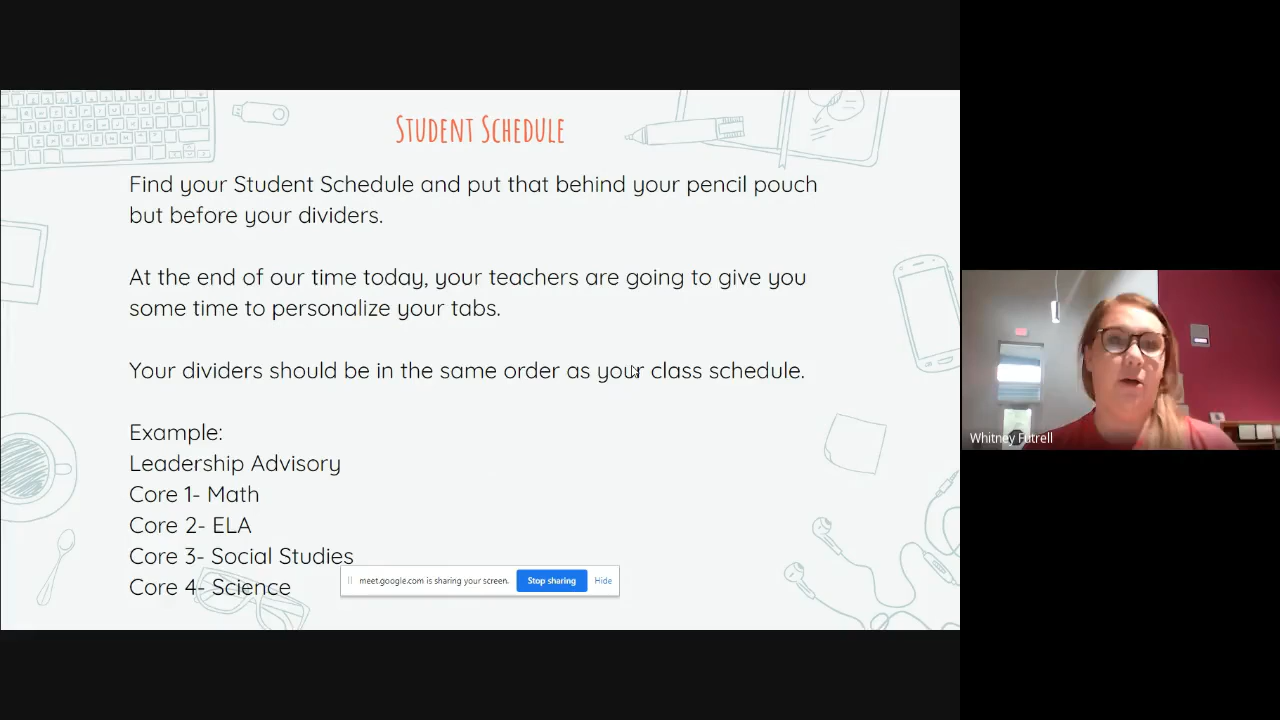 STUDENT SCHEDULE
Find your Student Schedule and put that behind your pencil pouch
but before your dividers.
At the end of our time today, your teachers are going to give you
some time to personalize your tabs.
Your dividers should be in the same order as your class schedule.
Example:
Leadership Advisory
Core 1- Math
Core 2- ELA
Core 3- Social Studies
Core 4- Science
meet.google.com is sharing your screen.
Stop sharing
Hide
Whitney Futrell